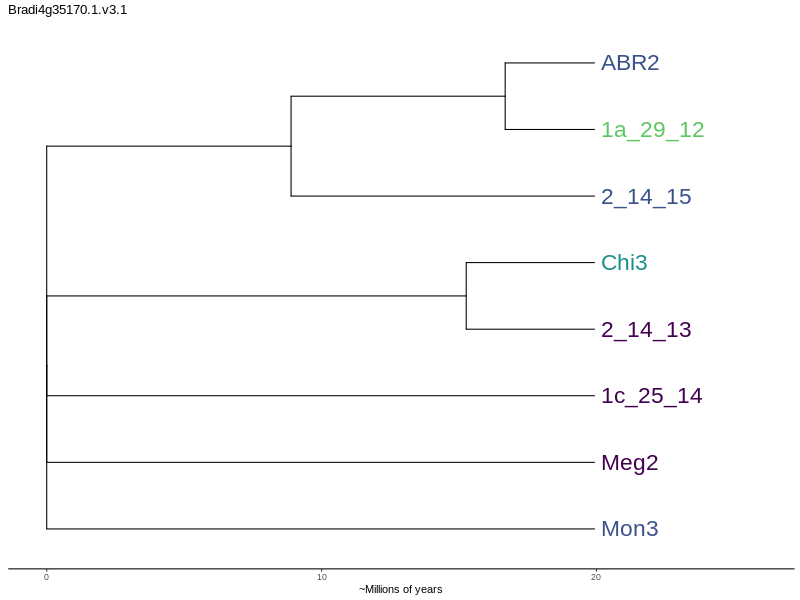 Bradi4g35170.1.v3.1
ABR2
1a_29_12
2_14_15
Chi3
2_14_13
1c_25_14
Meg2
Mon3
0 10 20
~Millions of years